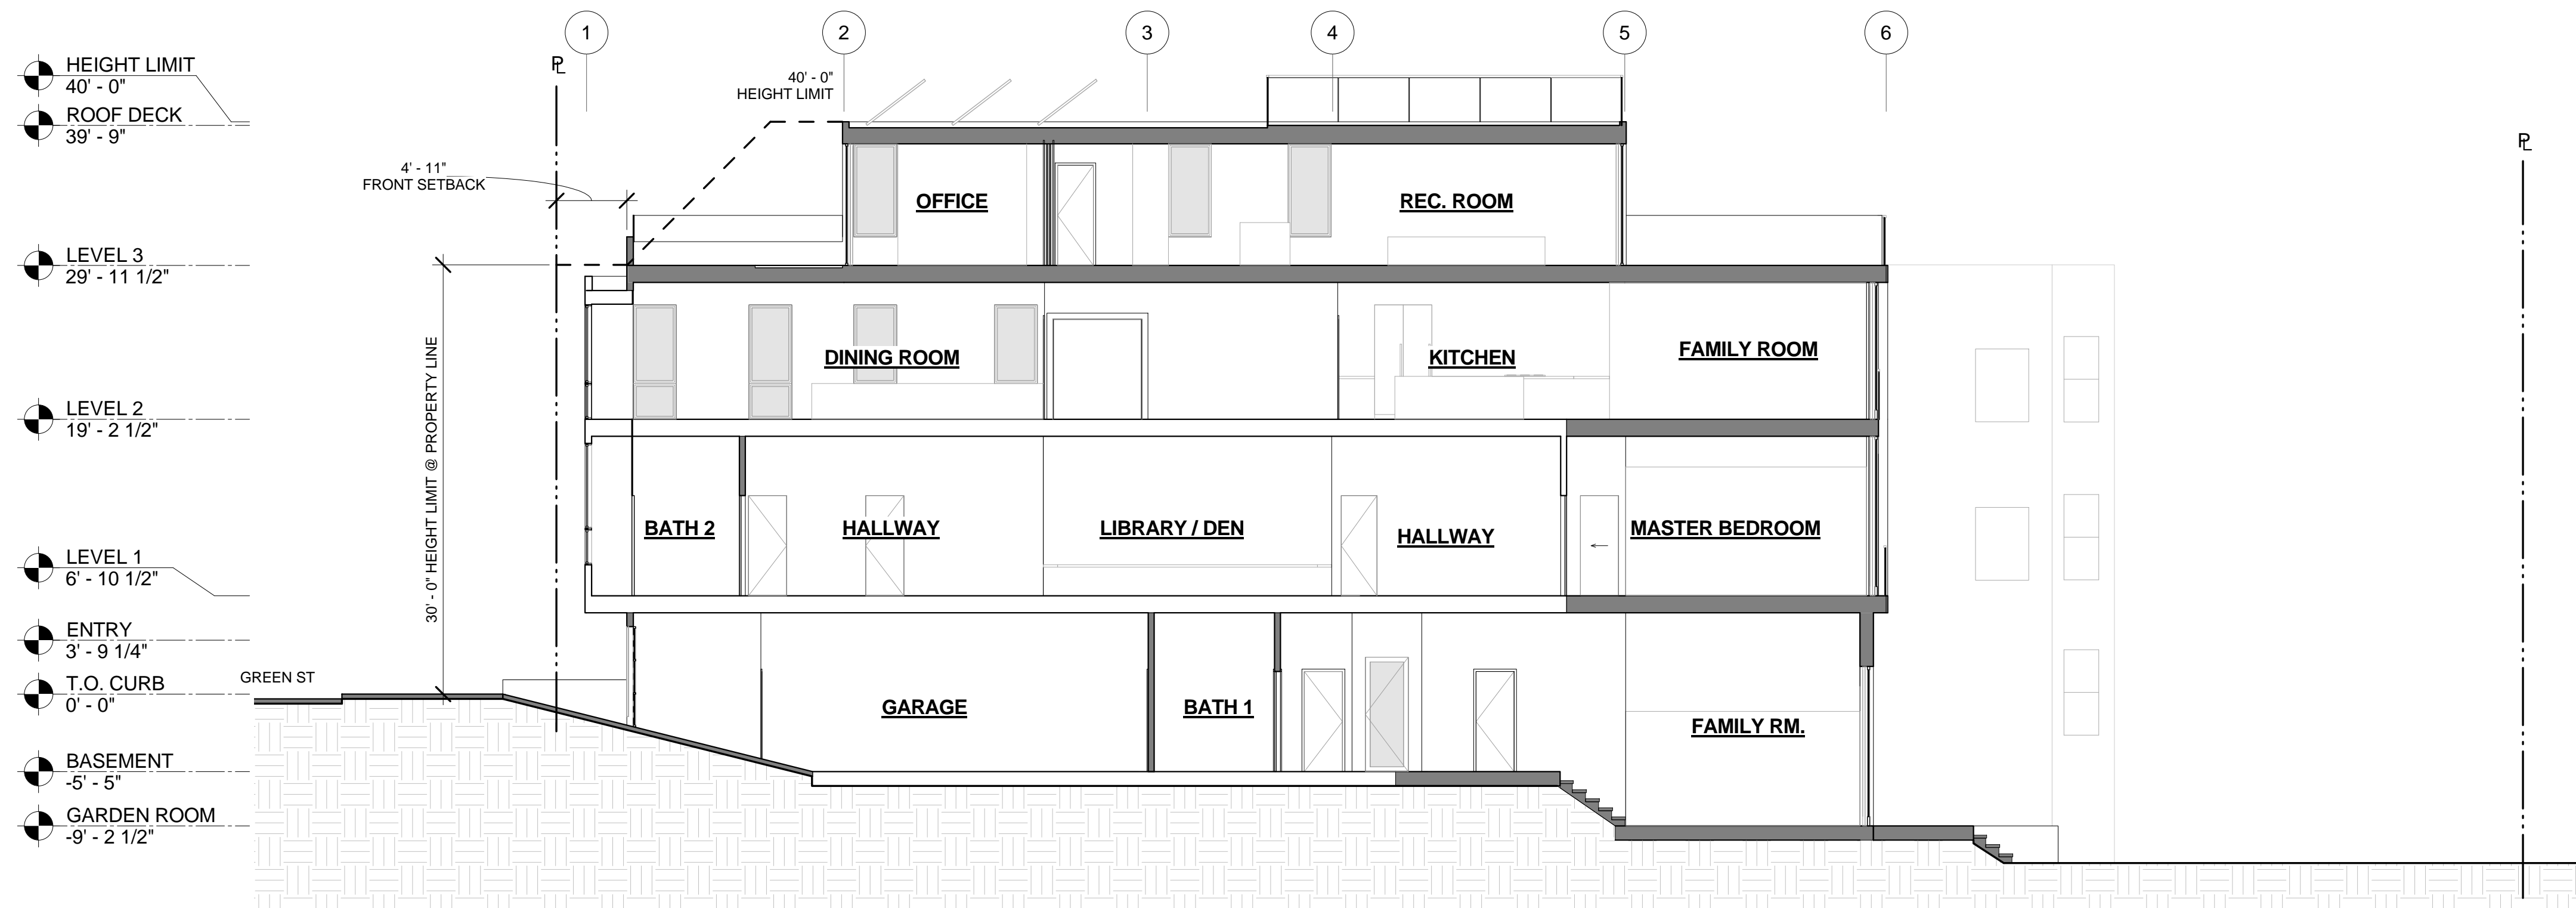 1
2
3
4
5
6
HEIGHT LIMIT
40' - 0"
ROOF DECK
39' - 9"
LEVEL 3
29' - 11 1/2"
LEVEL 2
19' - 2 1/2"
LEVEL 1
6' - 10 1/2"
ENTRY
3' - 9 1/4"
T.O. CURB
0' - 0"
BASEMENT
-5' - 5"
GARDEN ROOM
-9' - 2 1/2"
GREEN ST
PL
40' - 0"
HEIGHT LIMIT
4' - 11"
FRONT SETBACK
30' - 0" HEIGHT LIMIT @ PROPERTY LINE
OFFICE
REC. ROOM
DINING ROOM
KITCHEN
FAMILY ROOM
BATH 2
HALLWAY
LIBRARY / DEN
HALLWAY
MASTER BEDROOM
GARAGE
BATH 1
FAMILY RM.
PL